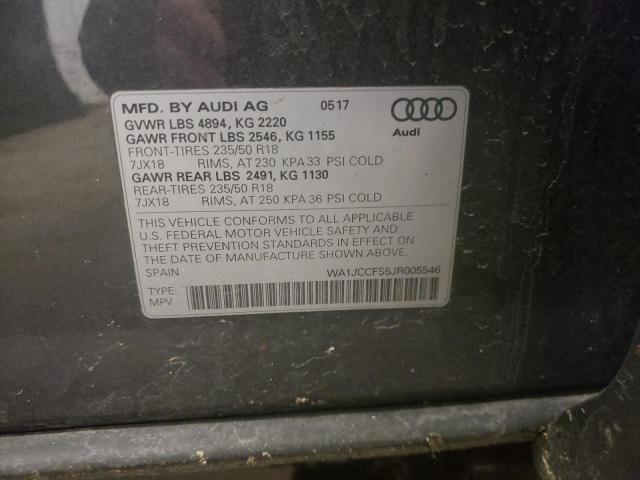 MFD. BY AUDI AG 0517
GVWR LBS 4894, KG 2220
GAWR FRONT LBS 2546, KG 1155
FRONT-TIRES 235/50 R18
7JX18 RIMS, AT 230 KPA 33 PSI COLD
GAWR REAR LBS 2491, KG 1130
REAR-TIRES 235/50 R18
7JX18 RIMS, AT 250 KPA 36 PSI COLD
Audi
THIS VEHICLE CONFORMS TO ALL APPLICABLE
U.S. FEDERAL MOTOR VEHICLE SAFETY AND
THEFT PREVENTION STANDARDS IN EFFECT ON
THE DATE OF MANUFACTURE SHOWN ABOVE.
SPAIN WA1JCCFS5JR005546
TYPE:
MPV